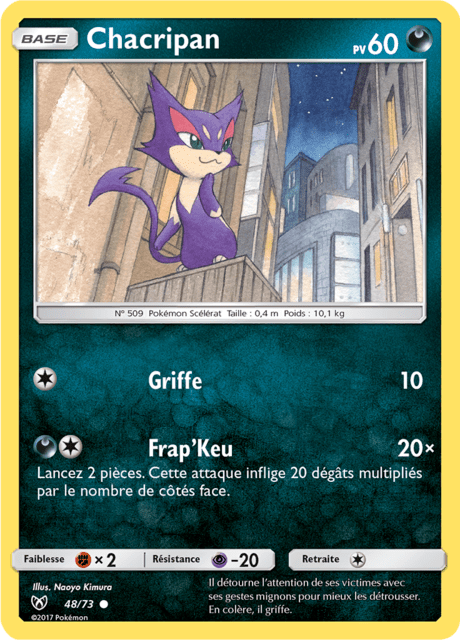 BASE Chacripan PV60
N° 509 Pokémon Scélérat Taille : 0,4 m Poids : 10,1 kg
Griffe 10
Frap'Keu 20×
Lancez 2 pièces. Cette attaque inflige 20 dégâts multipliés
par le nombre de côtés face.
Faiblesse ×2 Résistance -20 Retraite
Illus. Naoyo Kimura
48/73
©2017 Pokémon
Il détourne l'attention de ses victimes avec
ses gestes mignons pour mieux les détrousser.
En colère, il griffe.